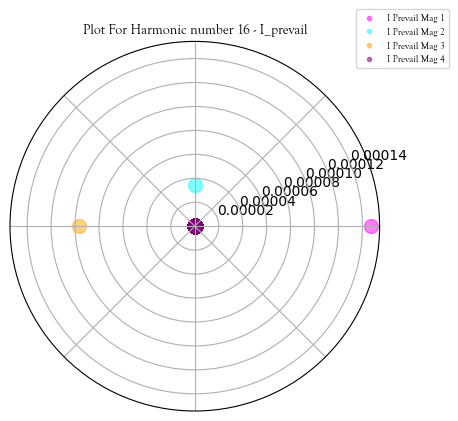 Plot For Harmonic number 16 - I_prevail
I Prevail Mag 1
I Prevail Mag 2
I Prevail Mag 3
I Prevail Mag 4
0.00014
0.00012
0.00010
0.00008
0.00006
0.00004
0.00002